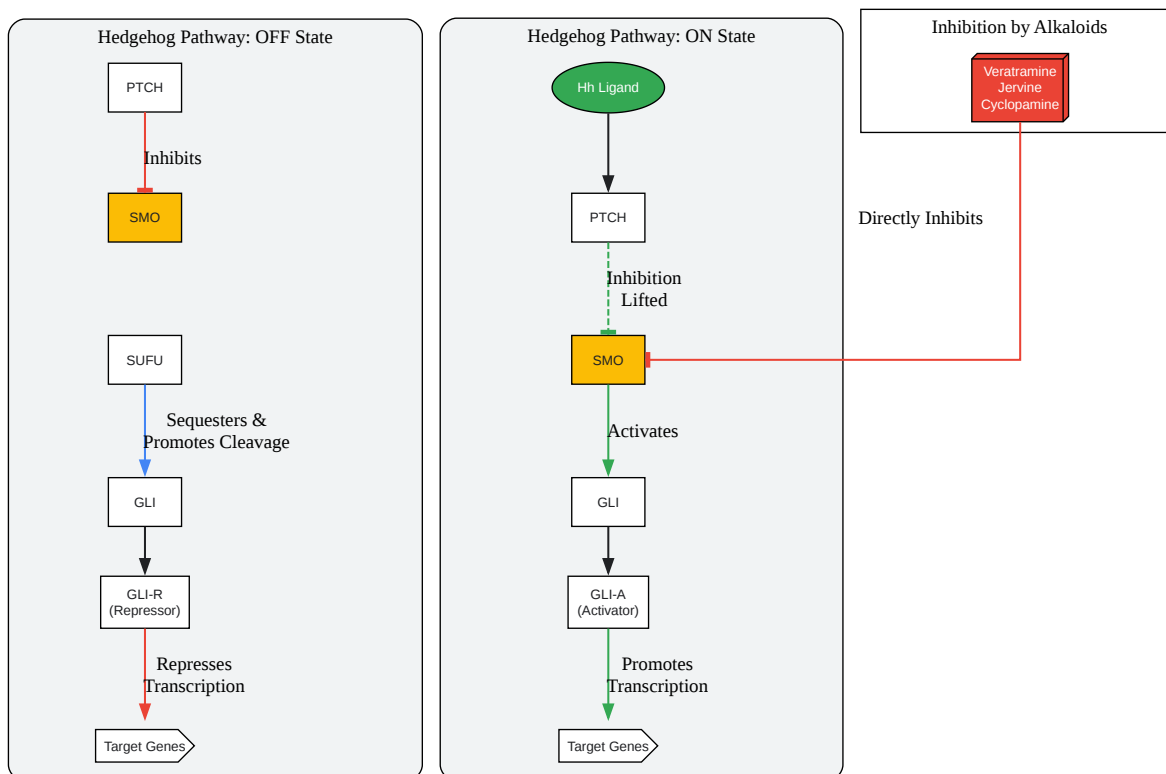 Hedgehog Pathway: OFF State
PTCH
Inhibits
SMO
SUFU
Sequesters &
Promotes Cleavage
GLI
GLI-R
(Repressor)
Represses
Transcription
Target Genes
Hedgehog Pathway: ON State
Hh Ligand
PTCH
Inhibition
Lifted
SMO
Activates
GLI
GLI-A
(Activator)
Promotes
Transcription
Target Genes
Inhibition by Alkaloids
Veratramine
Jervine
Cyclopamine
Directly Inhibits